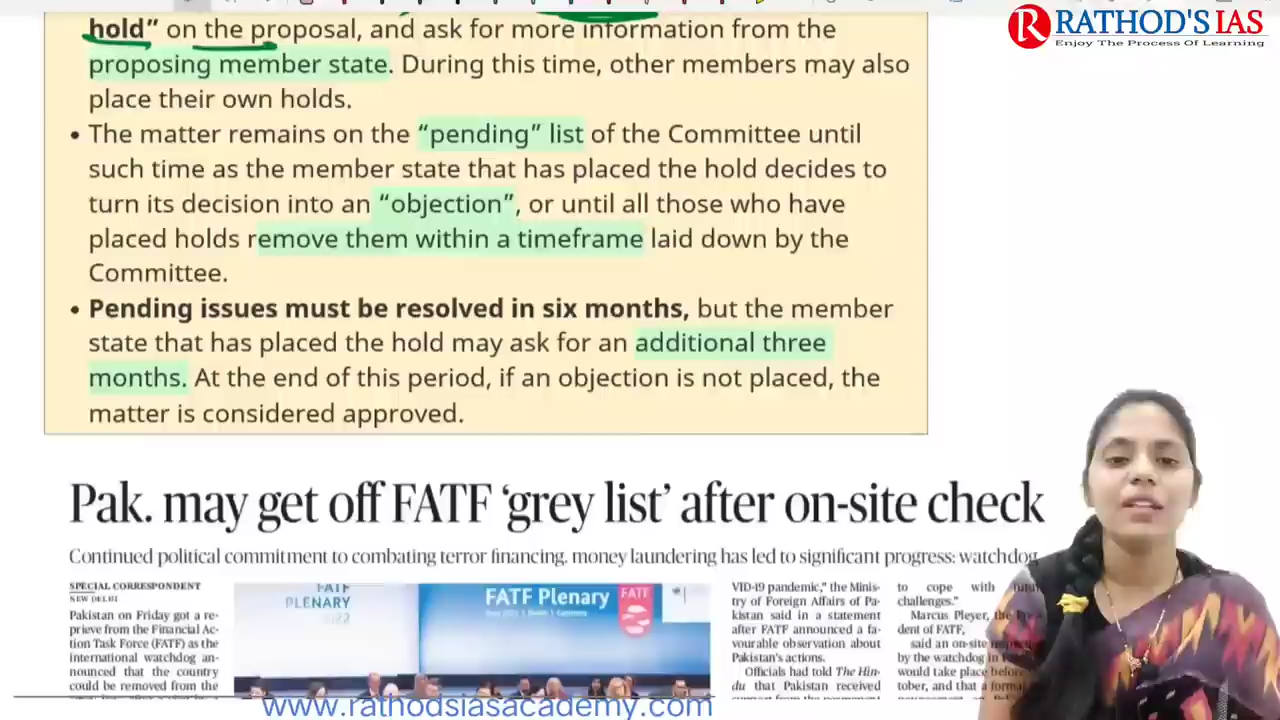 RATHOD'S IAS
Enjoy The Process Of Learning
hold” on the proposal, and ask for more information from the
proposing member state. During this time, other members may also
place their own holds.
• The matter remains on the “pending” list of the Committee until
such time as the member state that has placed the hold decides to
turn its decision into an “objection”, or until all those who have
placed holds remove them within a timeframe laid down by the
Committee.
• Pending issues must be resolved in six months, but the member
state that has placed the hold may ask for an additional three
months. At the end of this period, if an objection is not placed, the
matter is considered approved.
Pak. may get off FATF ‘grey list’ after on-site check
Continued political commitment to combating terror financing, money laundering has led to significant progress: watchdog
SPECIAL CORRESPONDENT
NEW DELHI
Pakistan on Friday got a re-
prieve from the Financial Ac-
tion Task Force (FATF) as the
international watchdog an-
nounced that the country
could be removed from the
FATF
PLENARY
FATF Plenary
FATF
VID-19 pandemic,” the Minis-
try of Foreign Affairs of Pa-
kistan said in a statement
after FATF announced a fa-
vourable observation about
Pakistan's actions.
Officials had told The Hin-
du that Pakistan received
to cope with
challenges.”
Marcus Pleyer, the
dent of FATF,
said an on-site
by the watchdog in
would take place before
tober, and that a
www.rathodsiasacademy.com